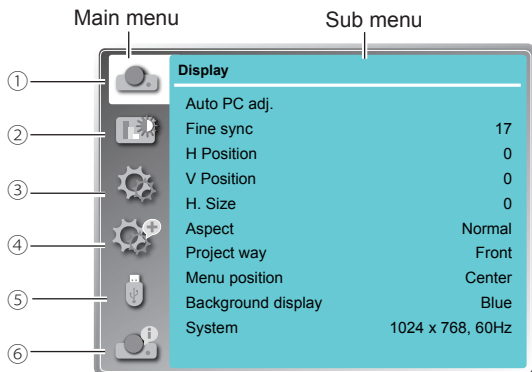 Main menu
Sub menu
① 
② 
③ 
④ 
⑤ 
⑥ 
Display
Auto PC adj.
Fine sync 17
H Position 0
V Position 0
H. Size 0
Aspect Normal
Project way Front
Menu position Center
Background display Blue
System 1024 x 768, 60Hz